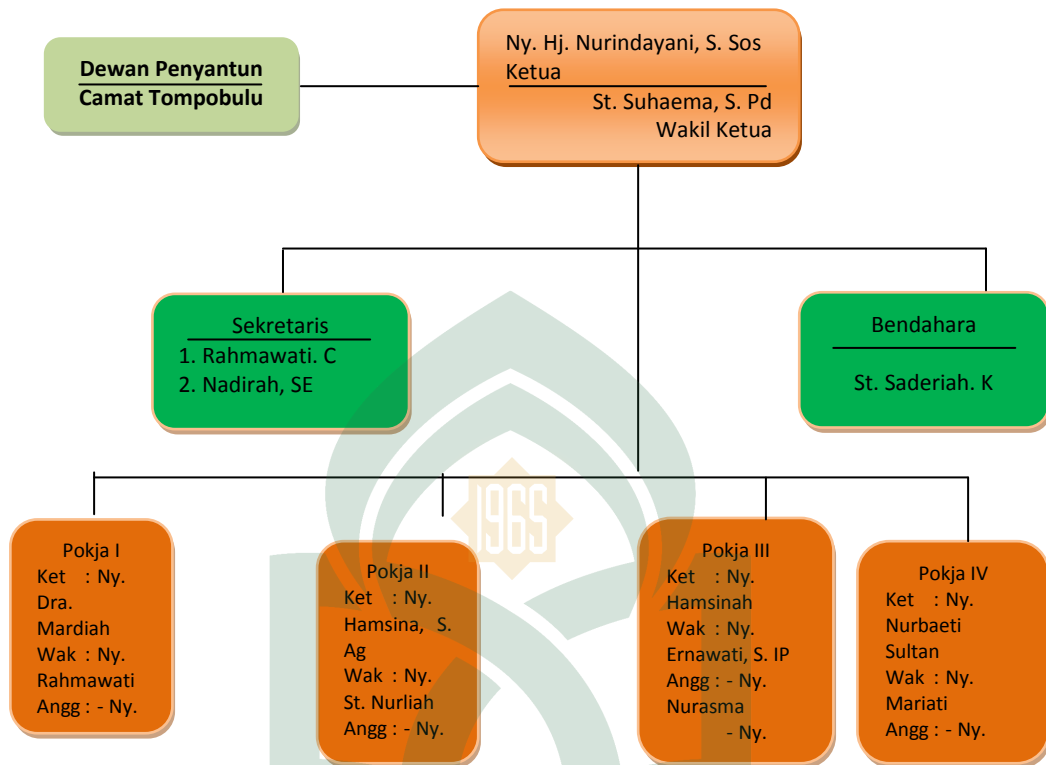 Dewan Penyantun
Camat Tompobulu
Ny. Hj. Nurindayani, S. Sos
Ketua
St. Suhaema, S. Pd
Wakil Ketua
Sekretaris
1. Rahmawati. C
2. Nadirah, SE
Bendahara
St. Saderiah. K
1965
Pokja I
Ket : Ny.
Dra.
Mardiah
Wak : Ny.
Rahmawati
Angg : - Ny.
Pokja II
Ket : Ny.
Hamsina, S.
Ag
Wak : Ny.
St. Nurliah
Angg : - Ny.
Pokja III
Ket : Ny.
Hamsinah
Wak : Ny.
Ernawati, S. IP
Angg : - Ny.
Nurasma
- Ny.
Pokja IV
Ket : Ny.
Nurbaeti
Sultan
Wak : Ny.
Mariati
Angg : - Ny.